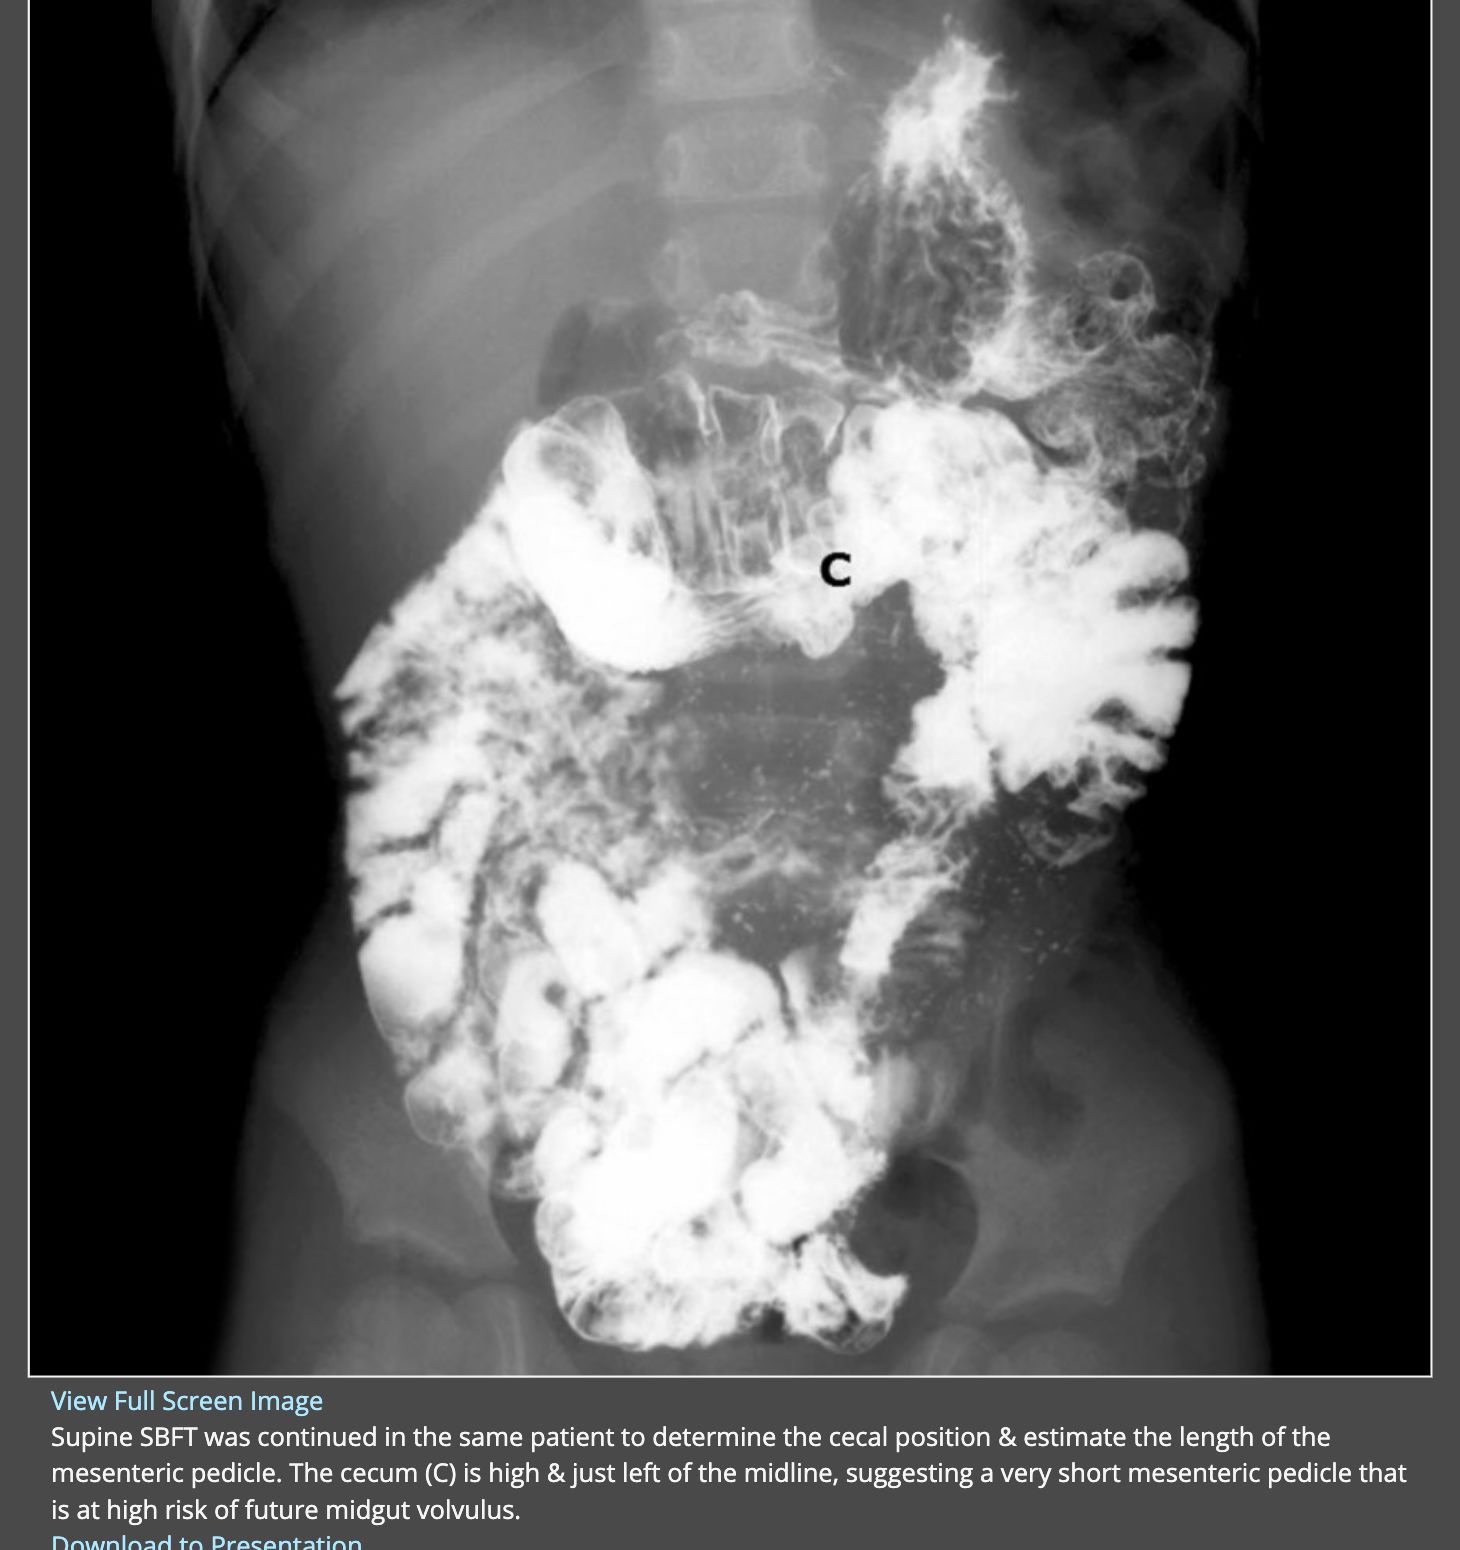 C
View Full Screen Image
Supine SBFT was continued in the same patient to determine the cecal position & estimate the length of the
mesenteric pedicle. The cecum (C) is high & just left of the midline, suggesting a very short mesenteric pedicle that
is at high risk of future midgut volvulus.
Download to Presentation